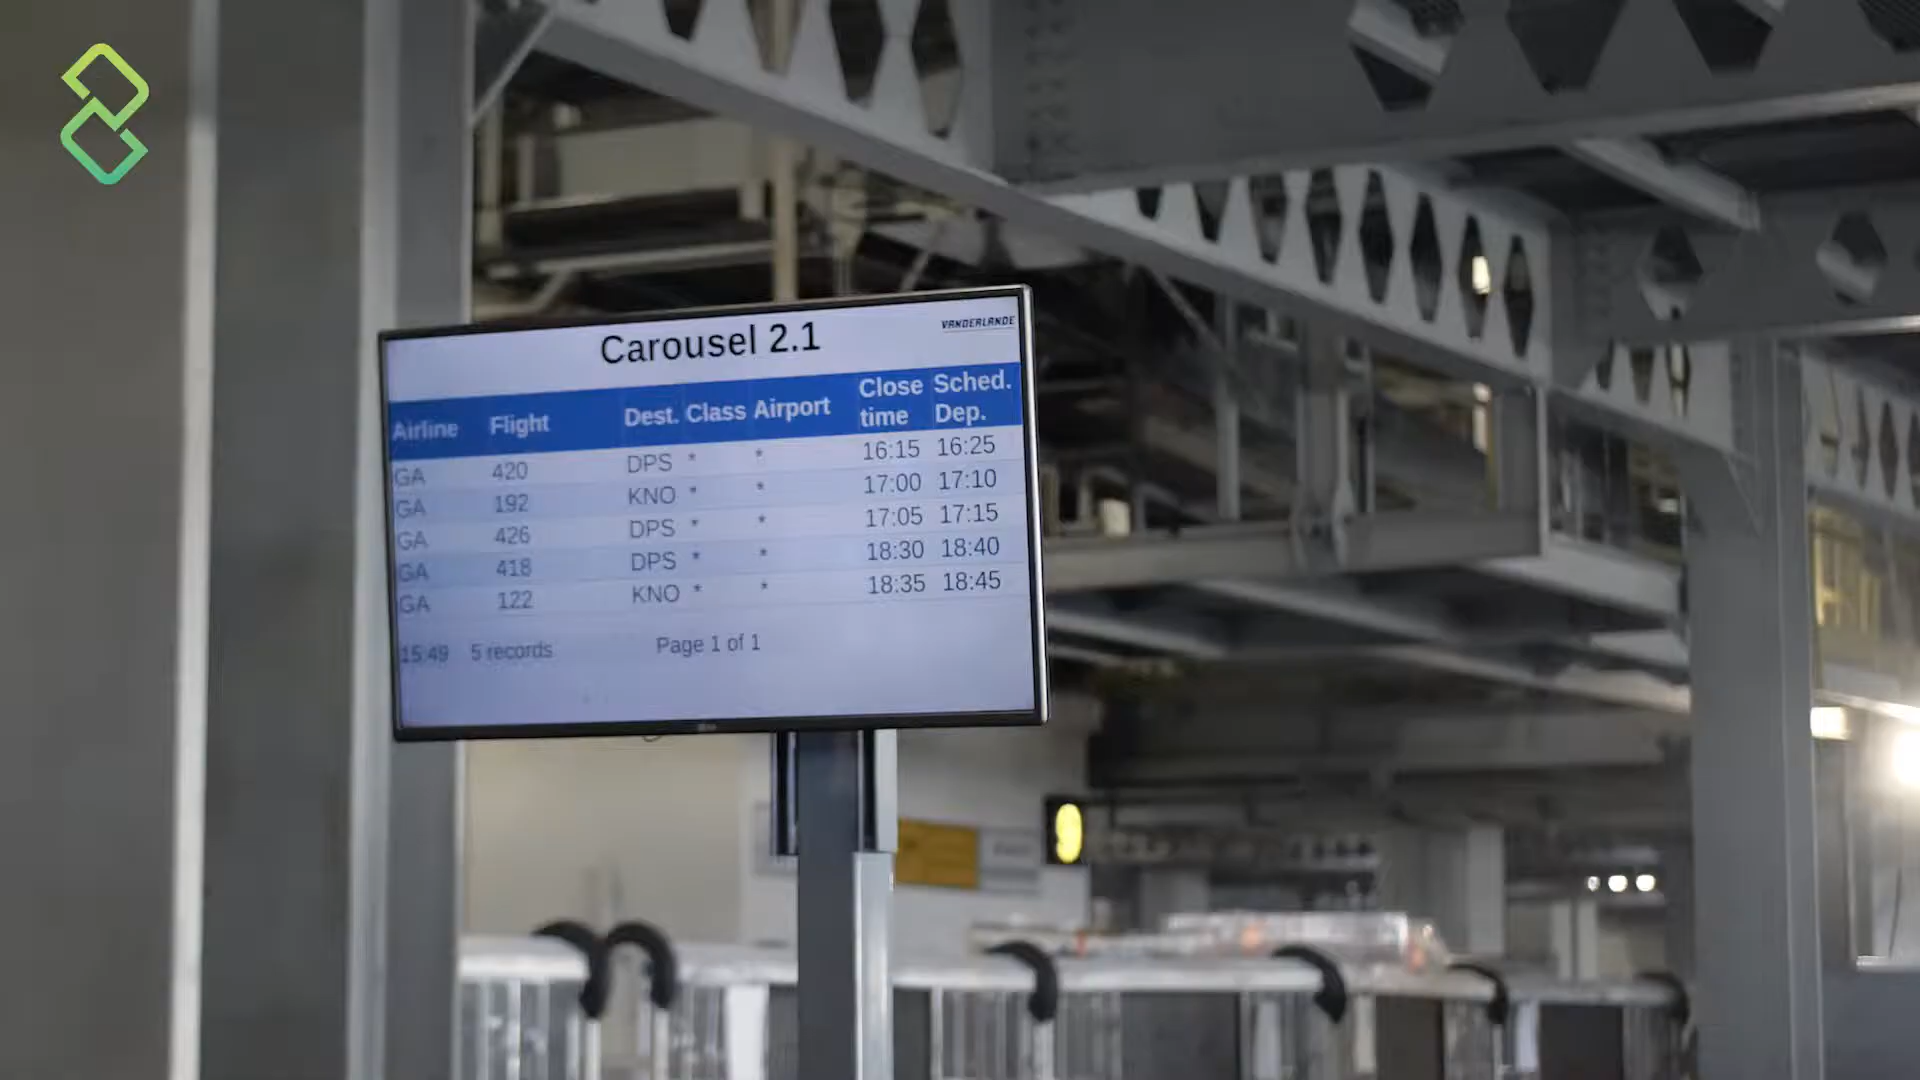 Carousel 2.1
VANDERLANDE
Airline Flight Dest. Class Airport Close time Sched. Dep.
GA 420 DPS * * 16:15 16:25
GA 192 KNO * * 17:00 17:10
GA 426 DPS * * 17:05 17:15
GA 418 DPS * * 18:30 18:40
GA 122 KNO * * 18:35 18:45
15:49 5 records Page 1 of 1
9